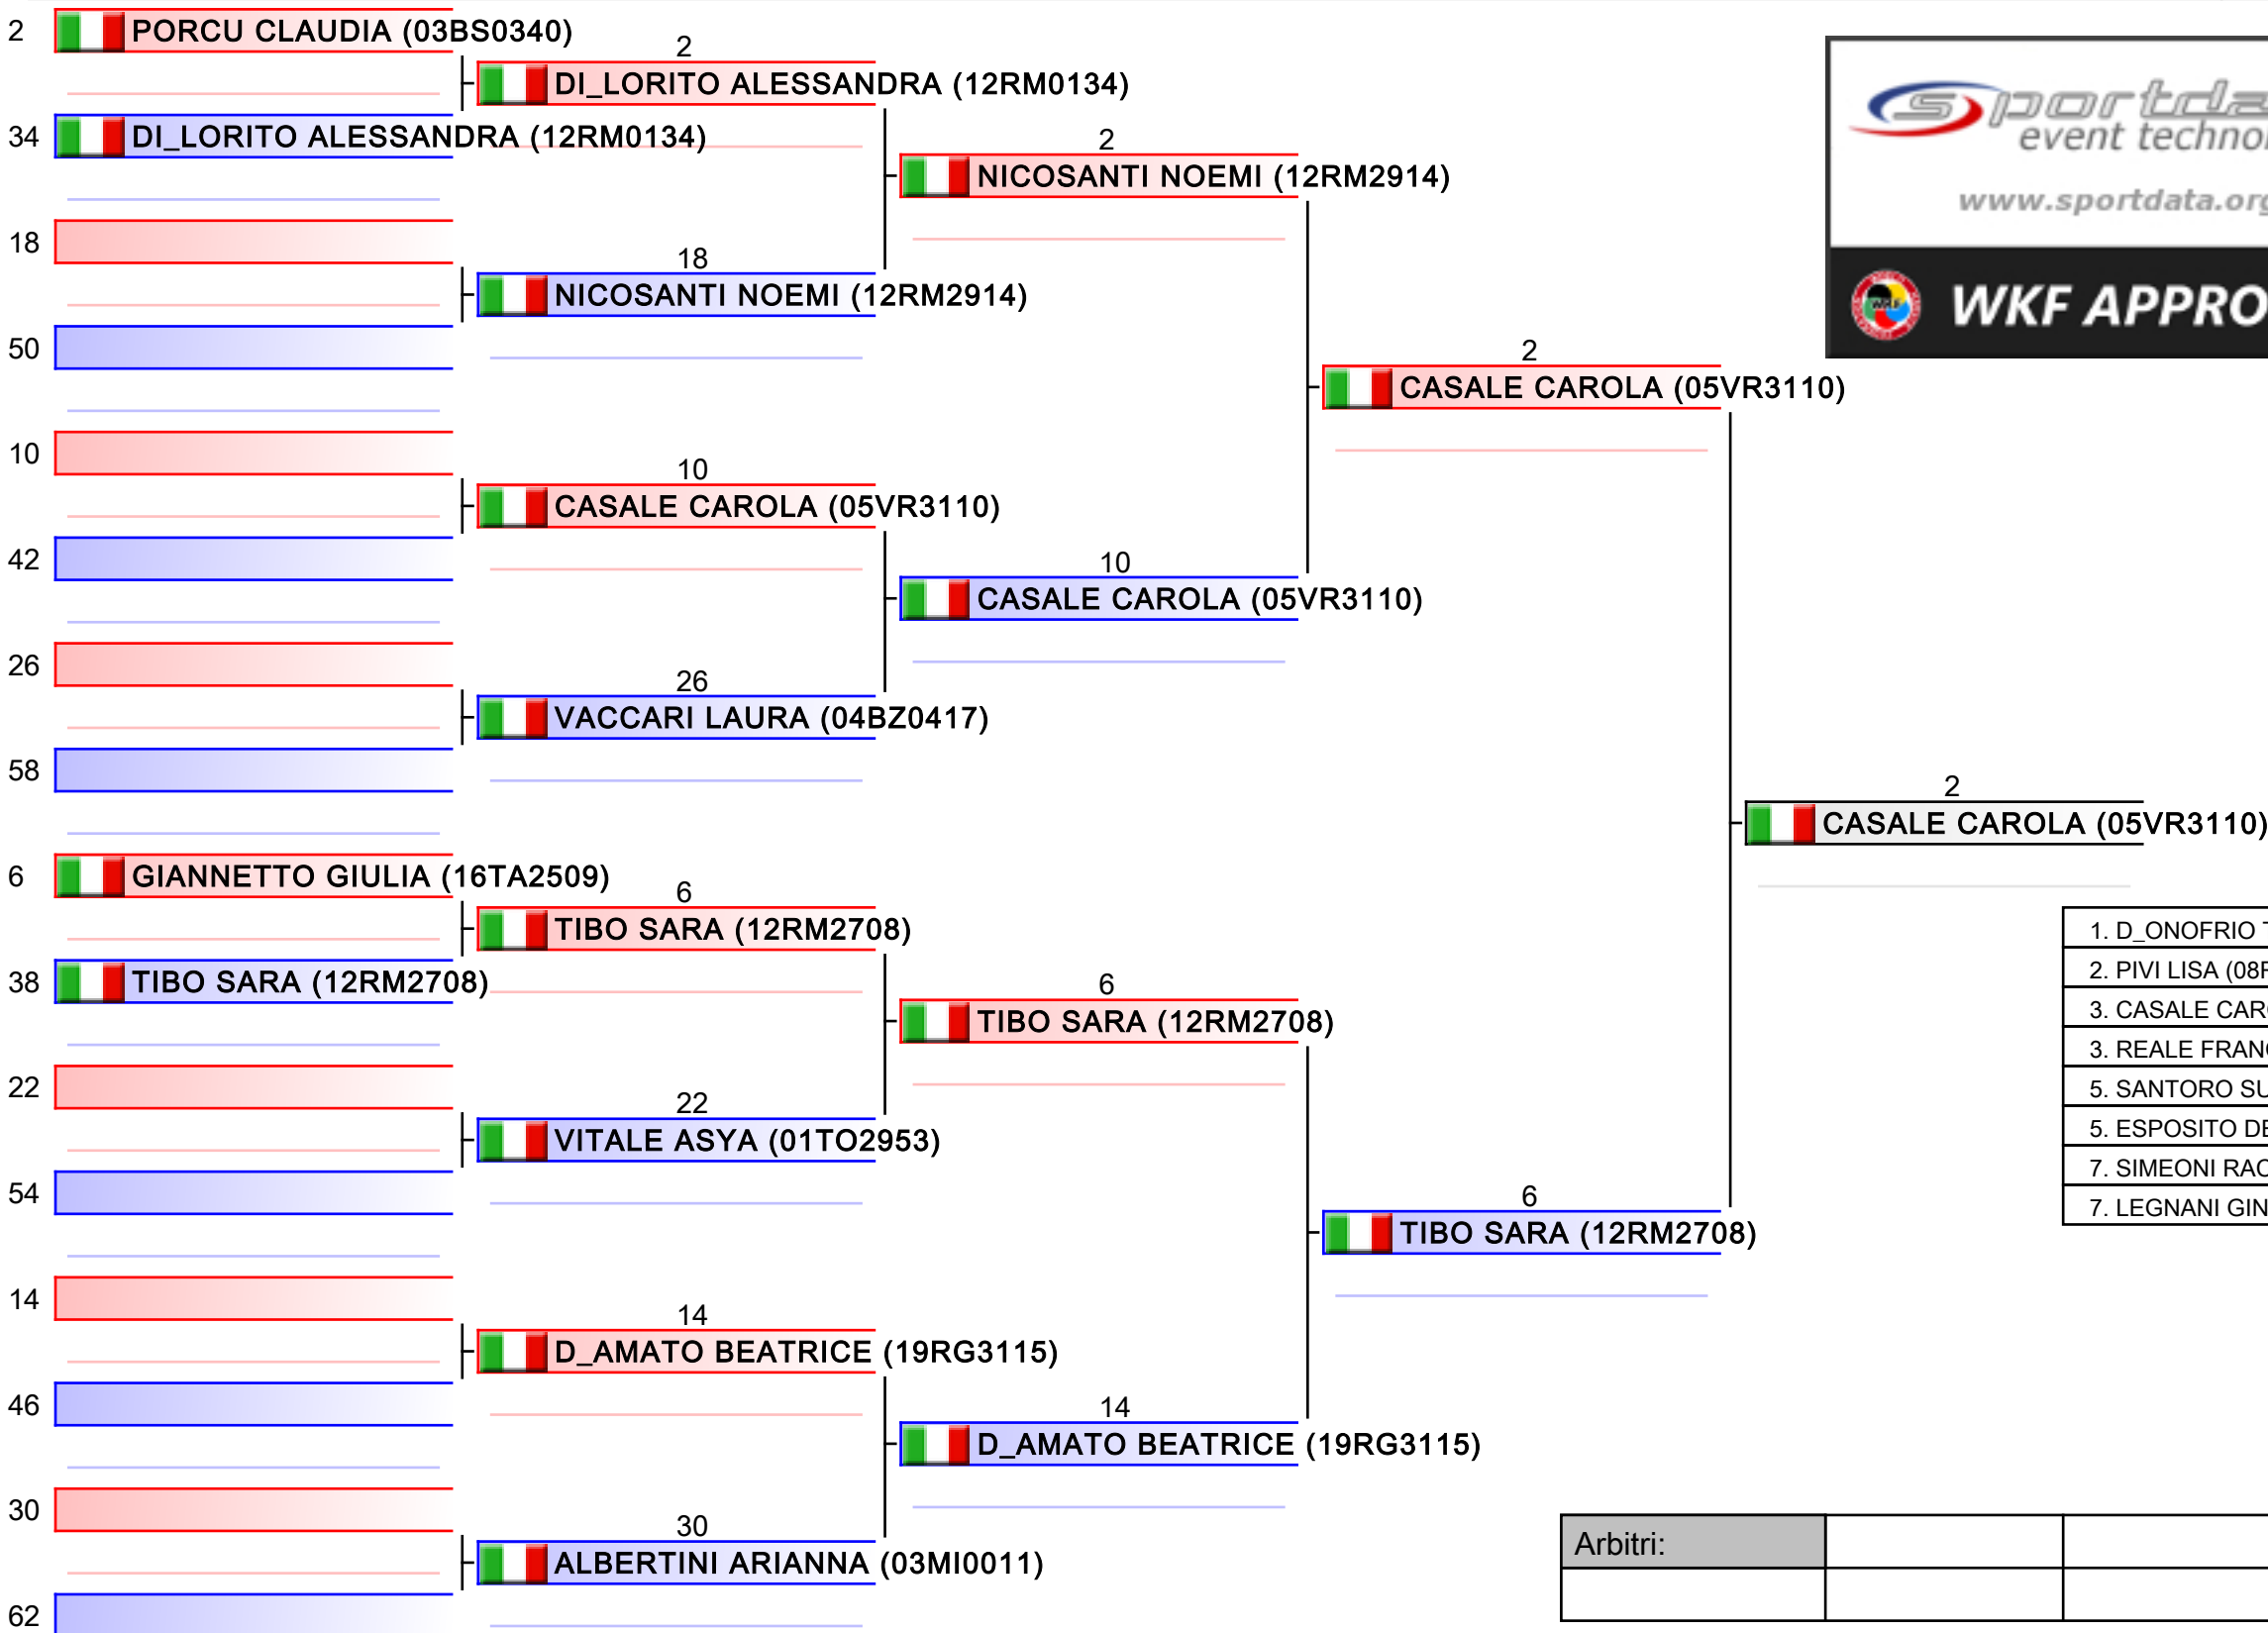 2 PORCU CLAUDIA (03BS0340)
2
DI_LORITO ALESSANDRA (12RM0134)
34 DI_LORITO ALESSANDRA (12RM0134)
2
NICOSANTI NOEMI (12RM2914)
18
18
NICOSANTI NOEMI (12RM2914)
50
2
CASALE CAROLA (05VR3110)
10
10
CASALE CAROLA (05VR3110)
42
10
CASALE CAROLA (05VR3110)
26
26
VACCARI LAURA (04BZ0417)
58
2
CASALE CAROLA (05VR3110)
6 GIANNETTO GIULIA (16TA2509)
6
TIBO SARA (12RM2708)
38 TIBO SARA (12RM2708)
6
TIBO SARA (12RM2708)
22
22
VITALE ASYA (01TO2953)
54
6
TIBO SARA (12RM2708)
14
14
D_AMATO BEATRICE (19RG3115)
46
14
D_AMATO BEATRICE (19RG3115)
30
30
ALBERTINI ARIANNA (03MI0011)
62
sportda
event techno
www.sportdata.org
WKF
WKF APPRO
1. D_ONOFRIO
2. PIVI LISA (08
3. CASALE CAR
3. REALE FRAN
5. SANTORO SU
5. ESPOSITO DE
7. SIMEONI RAC
7. LEGNANI GIN
Arbitri: